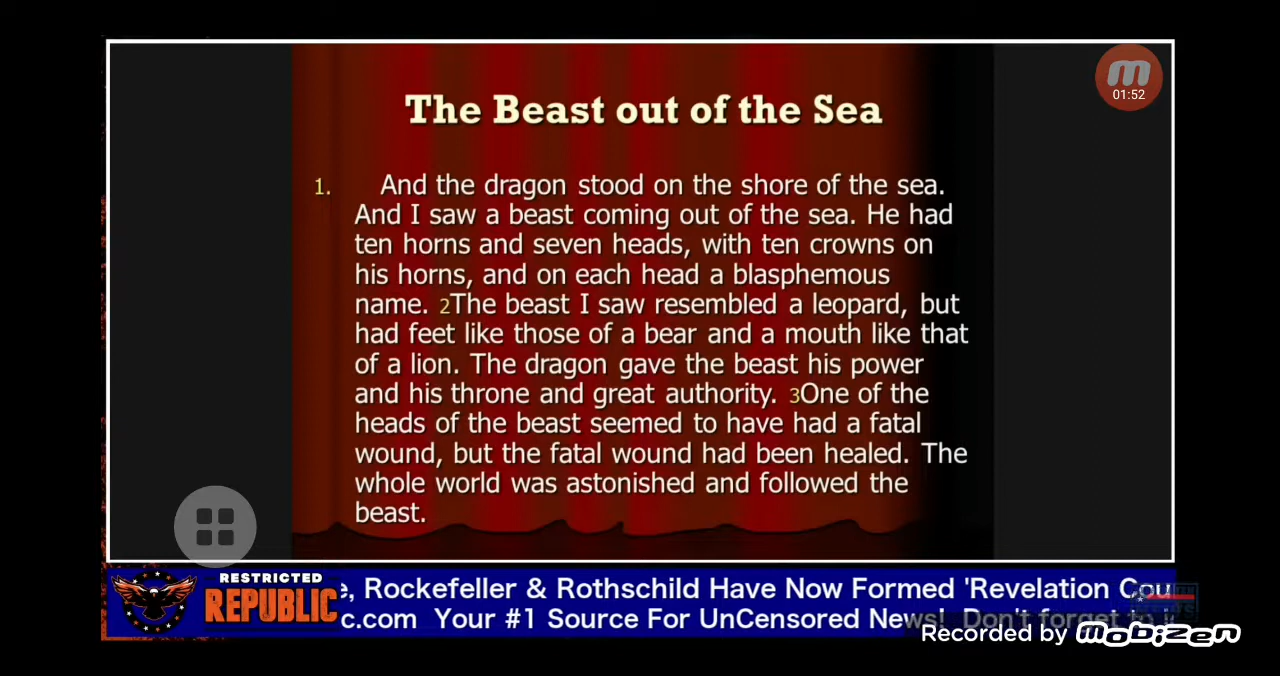 01:52
The Beast out of the Sea
1. And the dragon stood on the shore of the sea.
And I saw a beast coming out of the sea. He had
ten horns and seven heads, with ten crowns on
his horns, and on each head a blasphemous
name. 2The beast I saw resembled a leopard, but
had feet like those of a bear and a mouth like that
of a lion. The dragon gave the beast his power
and his throne and great authority. 3One of the
heads of the beast seemed to have had a fatal
wound, but the fatal wound had been healed. The
whole world was astonished and followed the
beast.
RESTRICTED
REPUBLIC
e, Rockefeller & Rothschild Have Now Formed 'Revelation Cou
c.com Your #1 Source For UnCensored News! Don't forget to
Recorded by mobizen